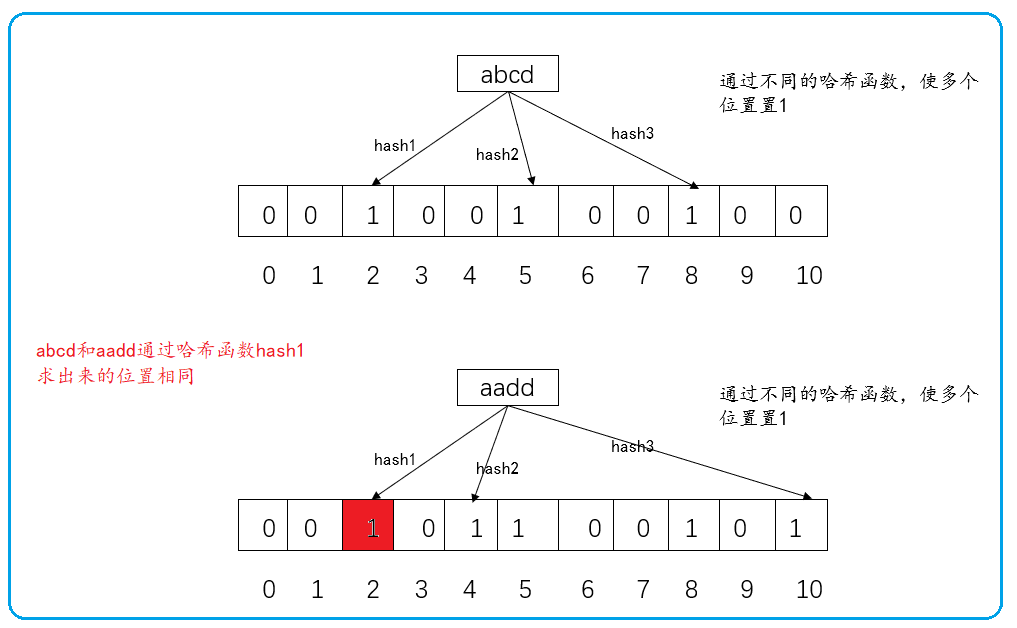 abcd
通过不同的哈希函数，使多个
位置置1
hash1
hash2
hash3
0 0 1 0 0 1 0 0 1 0 0
0 1 2 3 4 5 6 7 8 9 10
abcd和aadd通过哈希函数hash1
求出来的位置相同
aadd
通过不同的哈希函数，使多个
位置置1
hash1
hash2
hash3
0 0 1 0 1 1 0 0 1 0 1
0 1 2 3 4 5 6 7 8 9 10